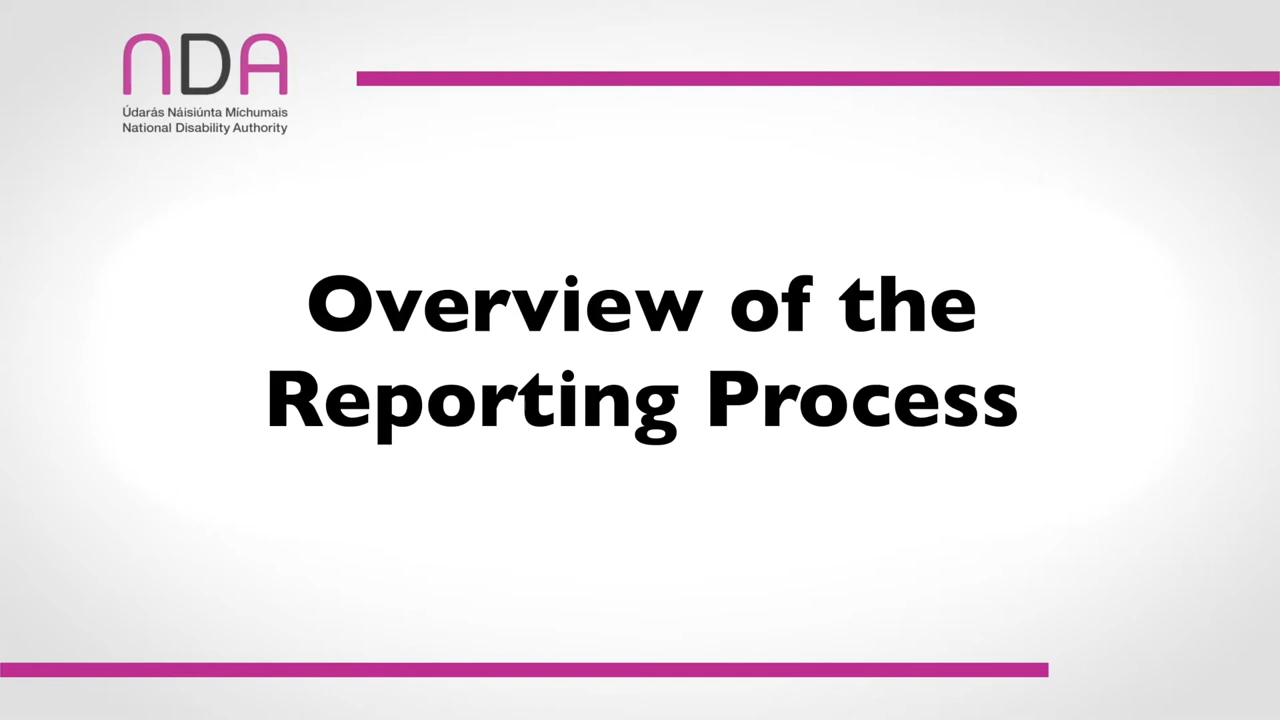 NDA
Údarás Náisiúnta Míchumais
National Disability Authority
Overview of the
Reporting Process